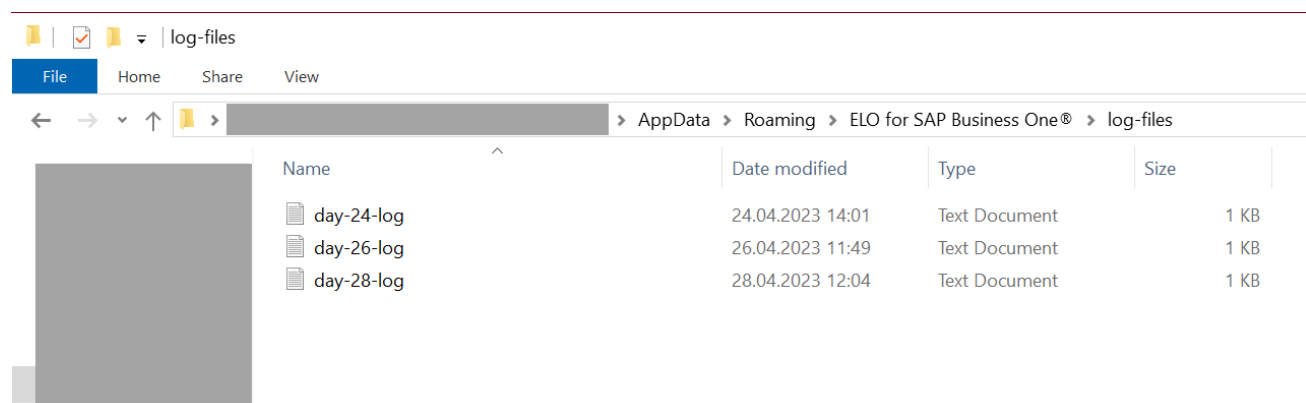 log-files
File Home Share View
AppData Roaming ELO for SAP Business One® log-files
Name Date modified Type Size
day-24-log 24.04.2023 14:01 Text Document 1 KB
day-26-log 26.04.2023 11:49 Text Document 1 KB
day-28-log 28.04.2023 12:04 Text Document 1 KB